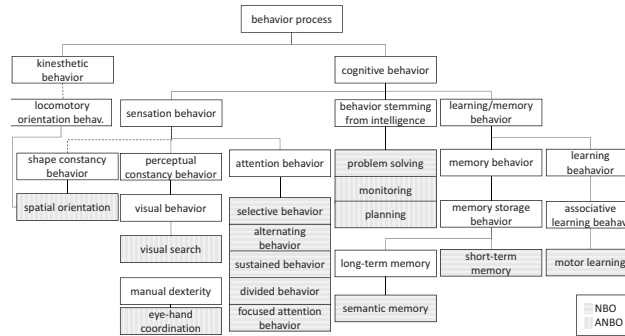 behavior process
kinesthetic
behavior
cognitive behavior
locomotory
orientation behav.
sensation behavior
behavior stemming
from intelligence
learning/memory
behavior
shape constancy
behavior
perceptual
constancy behavior
attention behavior
problem solving
memory behavior
learning
beahavior
spatial orientation
visual behavior
selective behavior
monitoring
planning
memory storage
behavior
associative
learning beahav
visual search
alternating
behavior
sustained behavior
long-term memory
short-term
memory
motor learning
manual dexterity
divided behavior
semantic memory
eye-hand
coordination
focused attention
behavior
NBO
ANBO